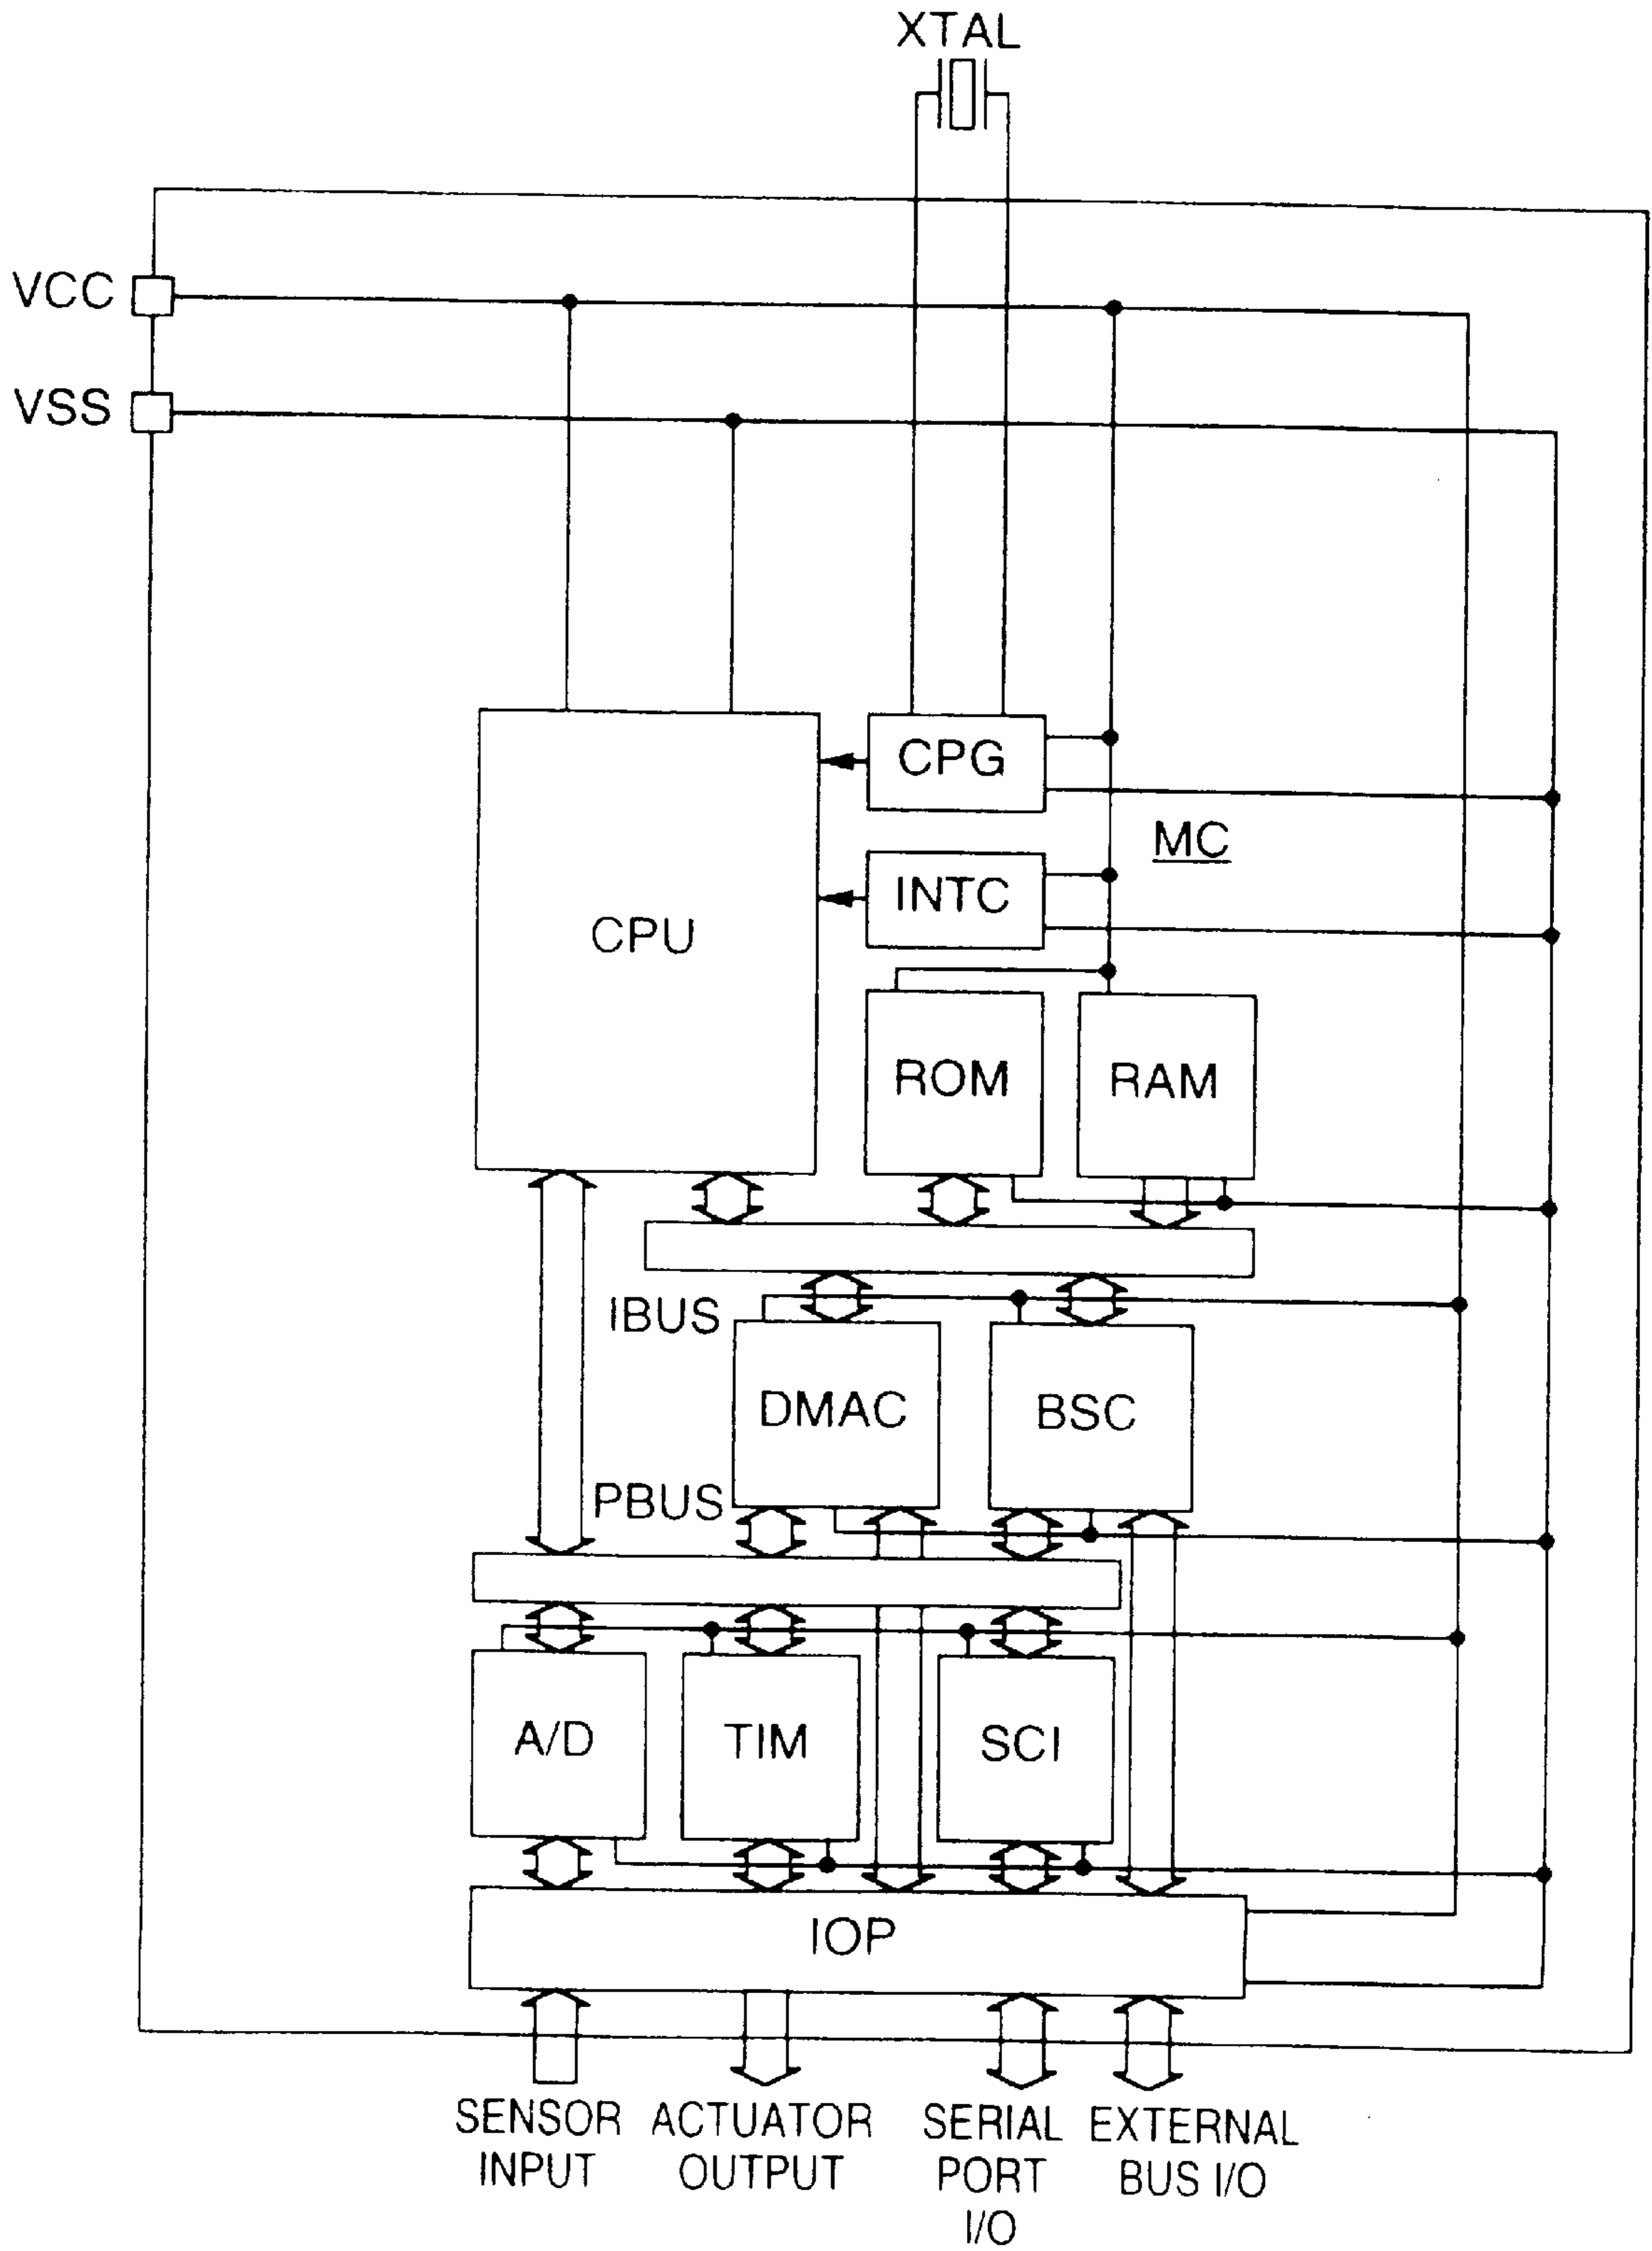 XTAL
VCC
VSS
CPG
MC
INTC
CPU
ROM
RAM
IBUS
DMAC
BSC
PBUS
A/D
TIM
SCI
IOP
SENSOR
INPUT
ACTUATOR
OUTPUT
SERIAL
PORT
I/O
EXTERNAL
BUS I/O